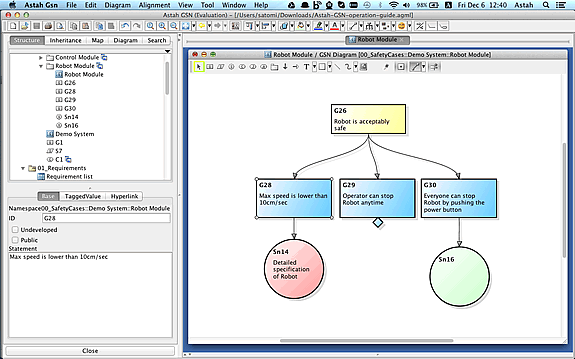 Astah Gsn File Edit Diagram Alignment View Tool Window Help 98% Fri Dec 6 12:40 Astah
Astah GSN (Evaluation) - [/Users/satomi/Downloads/Astah-GSN-operation-guide.agml]
Structure Inheritance Map Diagram Search
Control Module
Robot Module
Robot Module
G26
G28
G29
G30
Sn14
Sn16
Demo System
G1
S7
C1
01_Requirements
Requirement list
Base TaggedValue Hyperlink
Namespace00_SafetyCases::Demo System::Robot Module
ID G28
Undeveloped
Public
Statement
Max speed is lower than 10cm/sec
Close
Robot Module
Robot Module / GSN Diagram [00_SafetyCases::Demo System::Robot Module]
G26
Robot is acceptably
safe
G28
Max speed is lower than
10cm/sec
G29
Operator can stop
Robot anytime
G30
Everyone can stop
Robot by pushing the
power button
Sn14
Detailed
specification
of Robot
Sn16